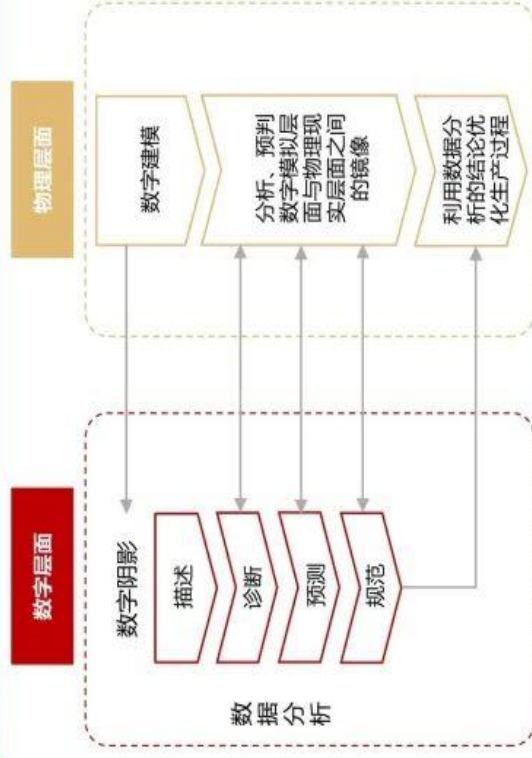 数字层面
数字阴影
数据分析
描述
诊断
预测
规范
物理层面
数字建模
分析、预判
数字模拟层
面与物理现
实层面之间
的镜像
利用数据分
析的结论优
化生产过程